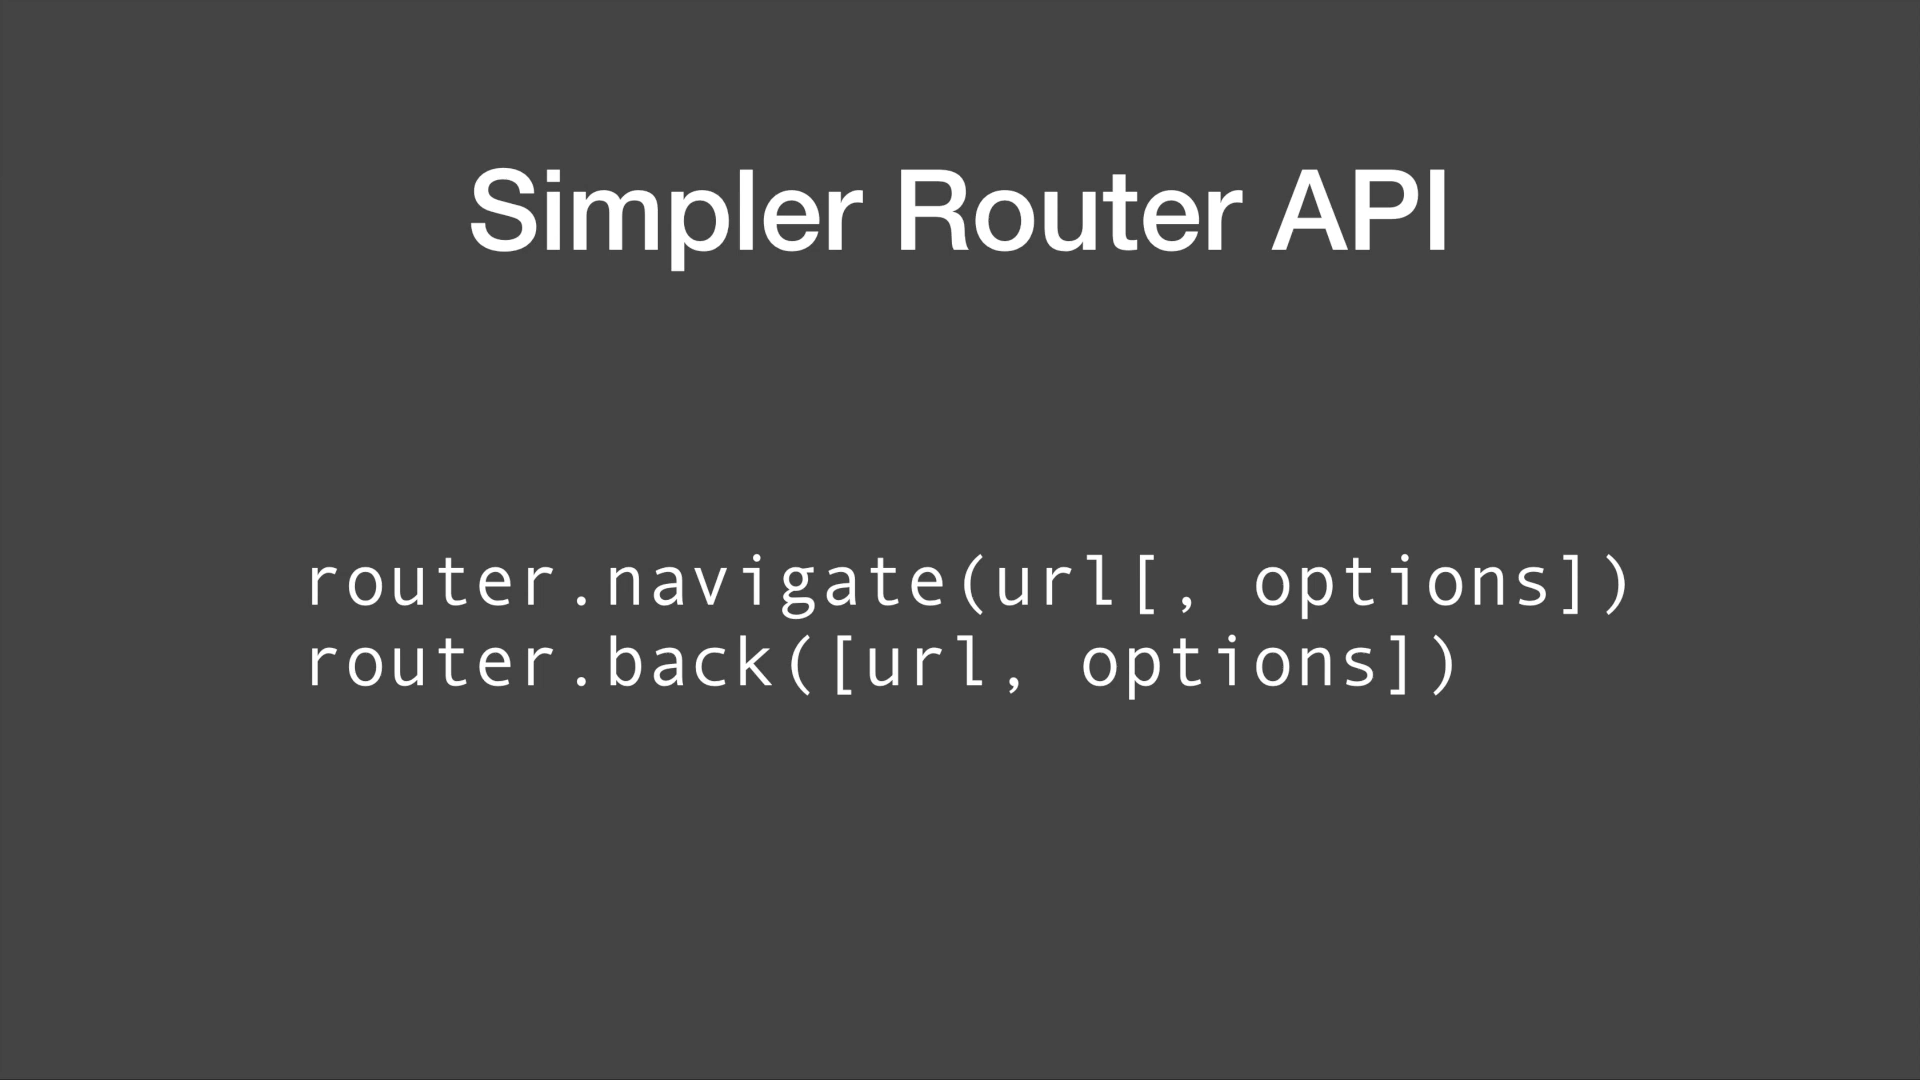 Simpler Router API
router.navigate(url[, options])
router.back([url, options])